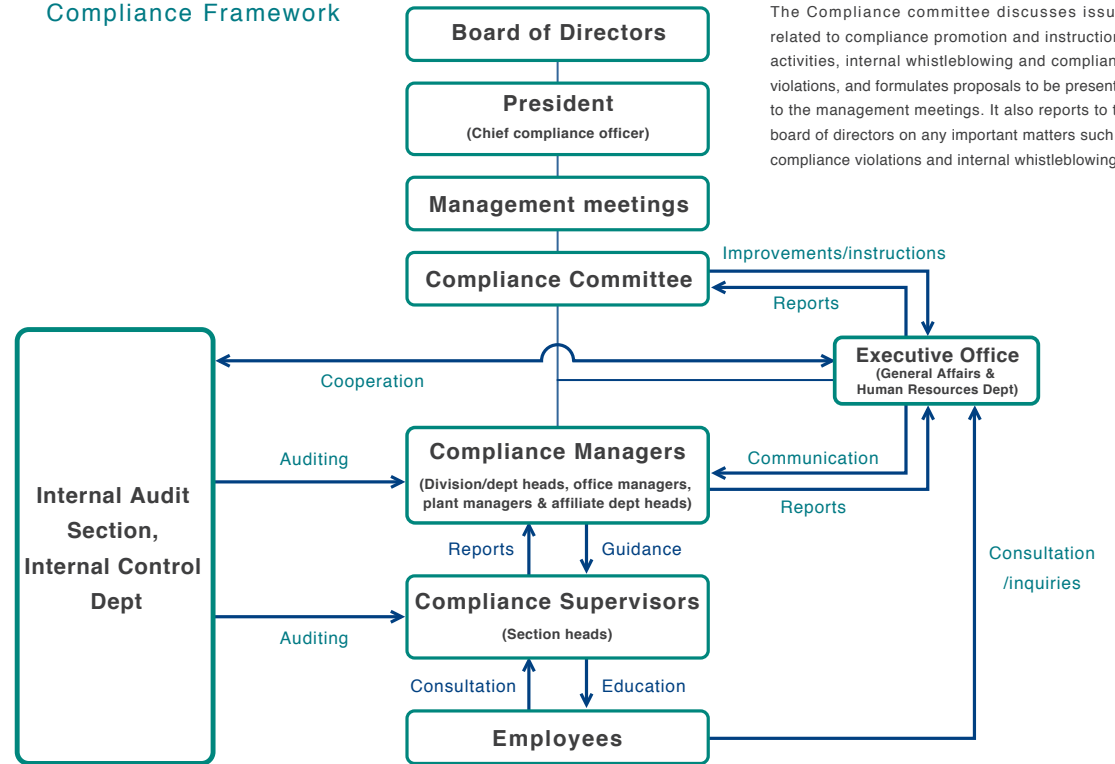 Compliance Framework
The Compliance committee discusses
related to compliance promotion and
activities, internal whistleblowing and
violations, and formulates proposals to be
to the management meetings. It also reports to
board of directors on any important matters such
compliance violations and internal whistleblowing
Board of Directors
President
(Chief compliance officer)
Management meetings
Compliance Committee
Improvements/instructions
Reports
Executive Office
(General Affairs &
Human Resources Dept)
Cooperation
Internal Audit
Section,
Internal Control
Dept
Auditing
Compliance Managers
(Division/dept heads, office managers,
plant managers & affiliate dept heads)
Communication
Reports
Reports
Guidance
Consultation
/inquiries
Auditing
Compliance Supervisors
(Section heads)
Consultation
Education
Employees